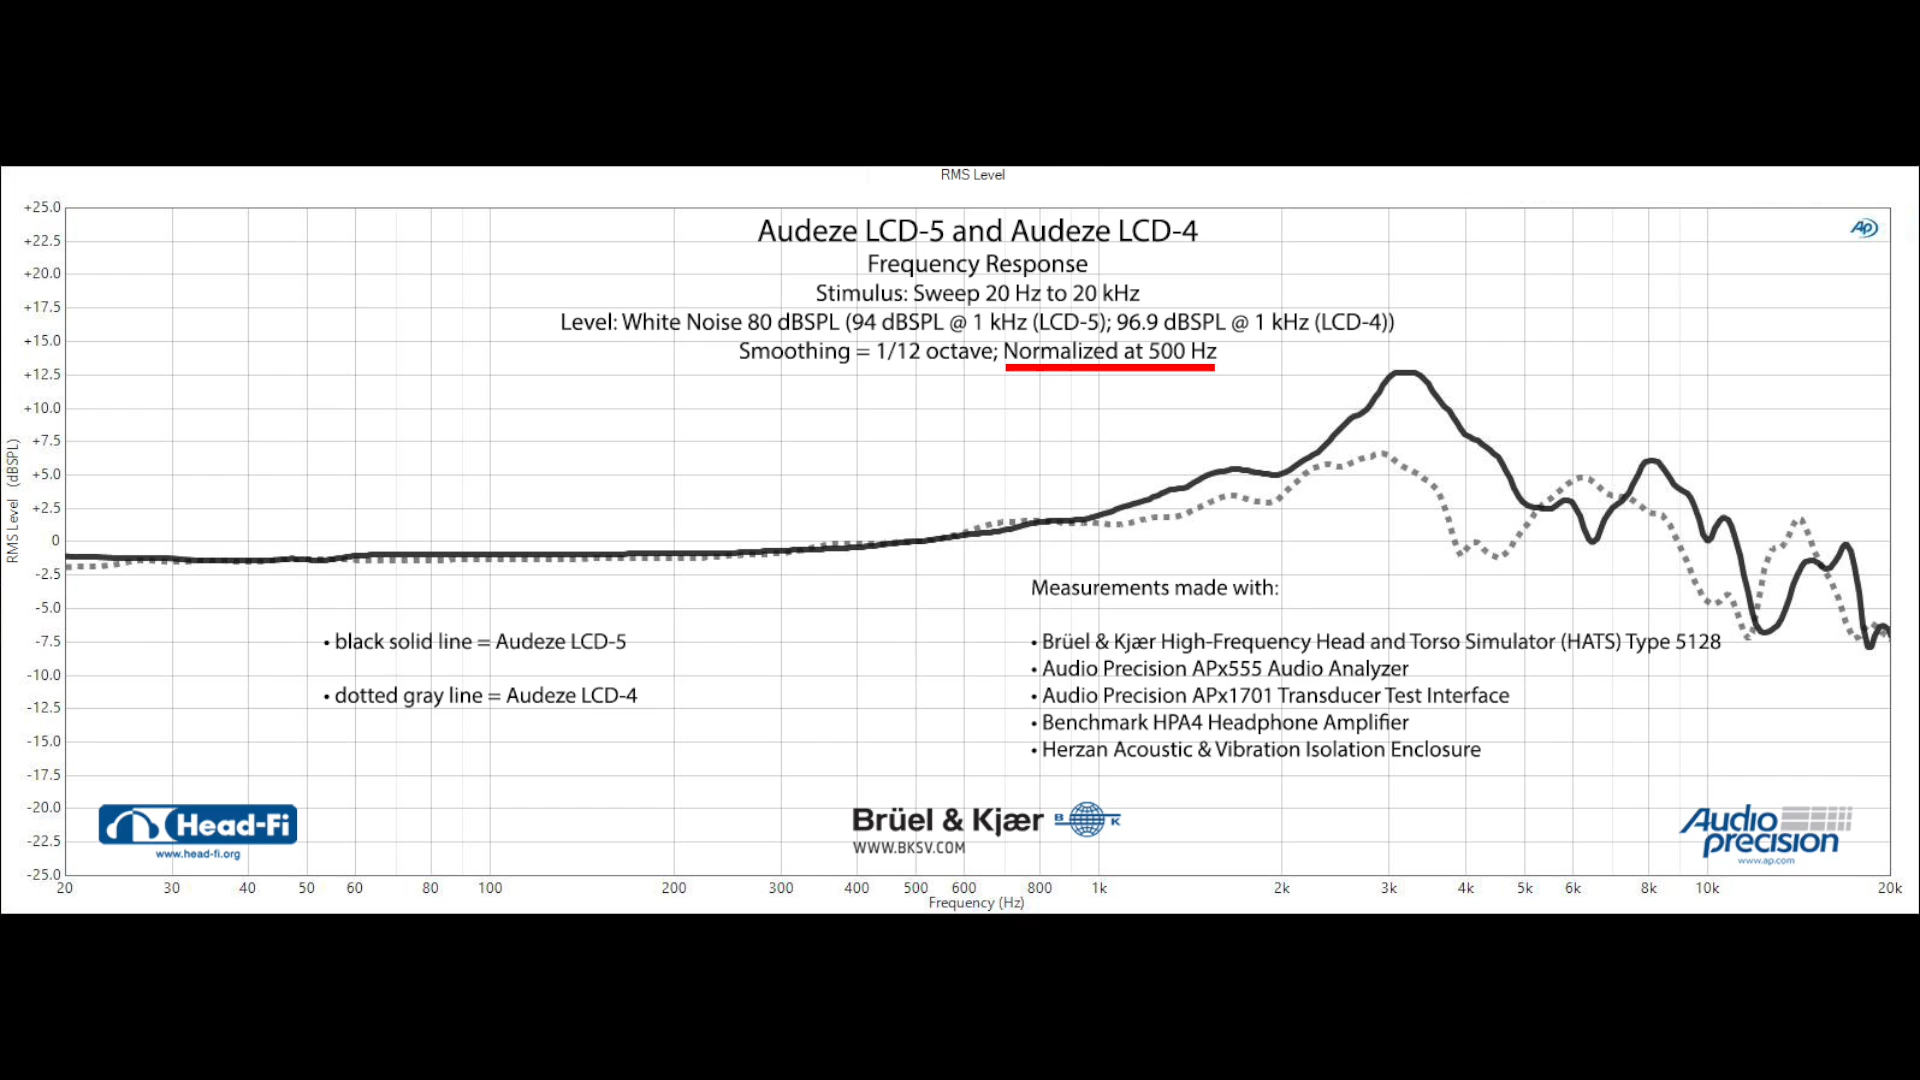 RMS Level
Audeze LCD-5 and Audeze LCD-4
Frequency Response
Stimulus: Sweep 20 Hz to 20 kHz
Level: White Noise 80 dBSPL (94 dBSPL @ 1 kHz (LCD-5); 96.9 dBSPL @ 1 kHz (LCD-4))
Smoothing = 1/12 octave; Normalized at 500 Hz
AP
RMS Level (dBSPL)
+25.0
+22.5
+20.0
+17.5
+15.0
+12.5
+10.0
+7.5
+5.0
+2.5
0
-2.5
-5.0
-7.5
-10.0
-12.5
-15.0
-17.5
-20.0
-22.5
-25.0
• black solid line = Audeze LCD-5
• dotted gray line = Audeze LCD-4
Measurements made with:
• Brüel & Kjær High-Frequency Head and Torso Simulator (HATS) Type 5128
• Audio Precision APx555 Audio Analyzer
• Audio Precision APx1701 Transducer Test Interface
• Benchmark HPA4 Headphone Amplifier
• Herzan Acoustic & Vibration Isolation Enclosure
Head-Fi
www.head-fi.org
Brüel & Kjær B K
WWW.BKSV.COM
Audio
precision
www.ap.com
20 30 40 50 60 80 100 200 300 400 500 600 800 1k 2k 3k 4k 5k 6k 8k 10k 20k
Frequency (Hz)